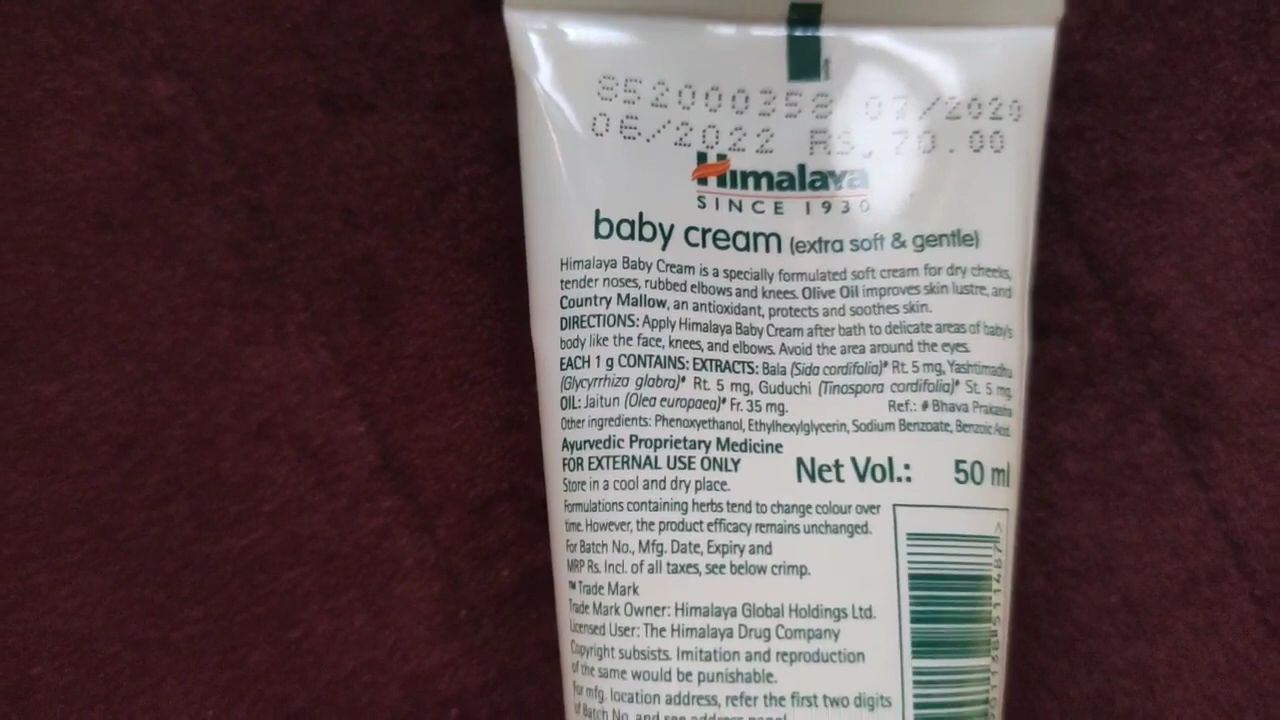 852000358 07/2020
06/2022 Rs. 70.00
Himalaya
SINCE 1930
baby cream (extra soft & gentle)
Himalaya Baby Cream is a specially formulated soft cream for dry cheeks,
tender noses, rubbed elbows and knees. Olive Oil improves skin lustre, and
Country Mallow, an antioxidant, protects and soothes skin.
DIRECTIONS: Apply Himalaya Baby Cream after bath to delicate areas of baby's
body like the face, knees, and elbows. Avoid the area around the eyes.
EACH 1 g CONTAINS: EXTRACTS: Bala (Sida cordifolia)# Rt. 5 mg, Yashtimadhu
(Glycyrrhiza glabra)# Rt. 5 mg, Guduchi (Tinospora cordifolia)# St. 5 mg.
OIL: Jaitun (Olea europaea)# Fr. 35 mg. Ref.: # Bhava Prakasha
Other ingredients: Phenoxyethanol, Ethylhexylglycerin, Sodium Benzoate, Benzoic Acid.
Ayurvedic Proprietary Medicine
FOR EXTERNAL USE ONLY
Net Vol.: 50 ml
Store in a cool and dry place.
Formulations containing herbs tend to change colour over
time. However, the product efficacy remains unchanged.
For Batch No., Mfg. Date, Expiry and
MRP Rs. Incl. of all taxes, see below crimp.
™ Trade Mark
Trade Mark Owner: Himalaya Global Holdings Ltd.
Licensed User: The Himalaya Drug Company
Copyright subsists. Imitation and reproduction
of the same would be punishable.
For mfg. location address, refer the first two digits
of Batch No. and see address panel